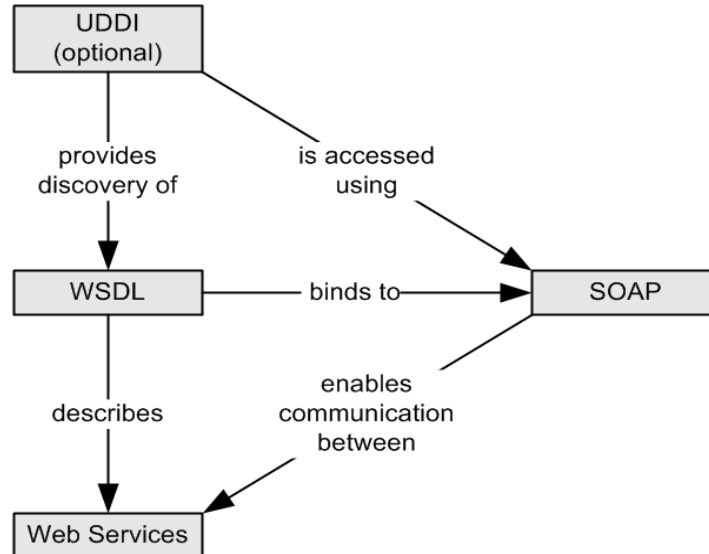 UDDI
(optional)
provides
discovery of
is accessed
using
WSDL
binds to
SOAP
describes
enables
communication
between
Web Services